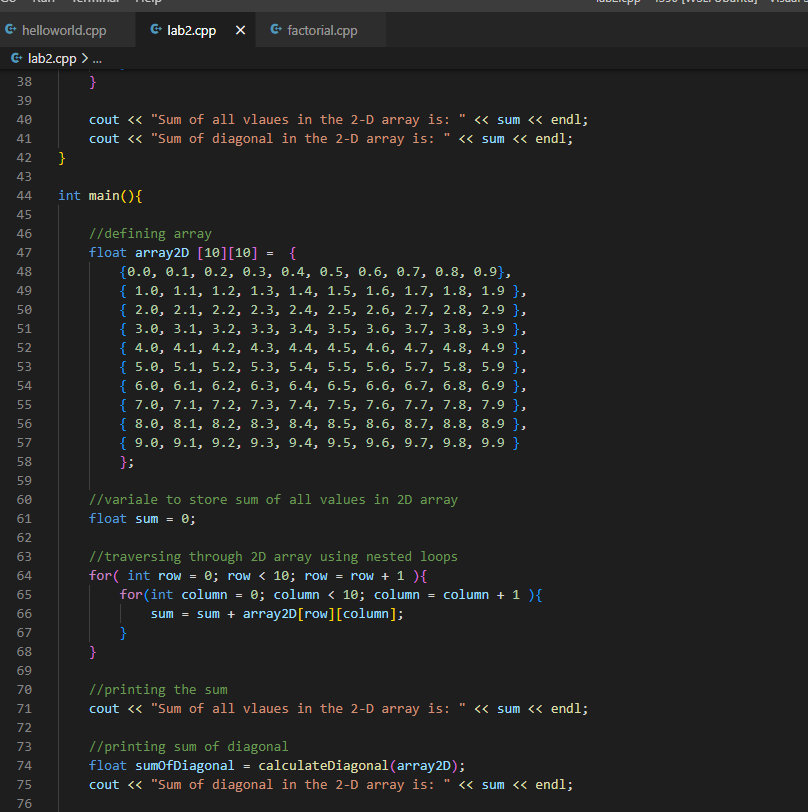 helloworld.cpp lab2.cpp × factorial.cpp
lab2.cpp > ...
38 }
39
40 cout << "Sum of all vlaues in the 2-D array is: " << sum << endl;
41 cout << "Sum of diagonal in the 2-D array is: " << sum << endl;
42 }
43
44 int main(){
45
46 //defining array
47 float array2D [10][10] =  {
48 {0.0, 0.1, 0.2, 0.3, 0.4, 0.5, 0.6, 0.7, 0.8, 0.9},
49 { 1.0, 1.1, 1.2, 1.3, 1.4, 1.5, 1.6, 1.7, 1.8, 1.9 },
50 { 2.0, 2.1, 2.2, 2.3, 2.4, 2.5, 2.6, 2.7, 2.8, 2.9 },
51 { 3.0, 3.1, 3.2, 3.3, 3.4, 3.5, 3.6, 3.7, 3.8, 3.9 },
52 { 4.0, 4.1, 4.2, 4.3, 4.4, 4.5, 4.6, 4.7, 4.8, 4.9 },
53 { 5.0, 5.1, 5.2, 5.3, 5.4, 5.5, 5.6, 5.7, 5.8, 5.9 },
54 { 6.0, 6.1, 6.2, 6.3, 6.4, 6.5, 6.6, 6.7, 6.8, 6.9 },
55 { 7.0, 7.1, 7.2, 7.3, 7.4, 7.5, 7.6, 7.7, 7.8, 7.9 },
56 { 8.0, 8.1, 8.2, 8.3, 8.4, 8.5, 8.6, 8.7, 8.8, 8.9 },
57 { 9.0, 9.1, 9.2, 9.3, 9.4, 9.5, 9.6, 9.7, 9.8, 9.9 }
58 };
59
60 //variale to store sum of all values in 2D array
61 float sum = 0;
62
63 //traversing through 2D array using nested loops
64 for( int row = 0; row < 10; row = row + 1 ){
65 for(int column = 0; column < 10; column = column + 1 ){
66 sum = sum + array2D[row][column];
67 }
68 }
69
70 //printing the sum
71 cout << "Sum of all vlaues in the 2-D array is: " << sum << endl;
72
73 //printing sum of diagonal
74 float sumOfDiagonal = calculateDiagonal(array2D);
75 cout << "Sum of diagonal in the 2-D array is: " << sum << endl;
76